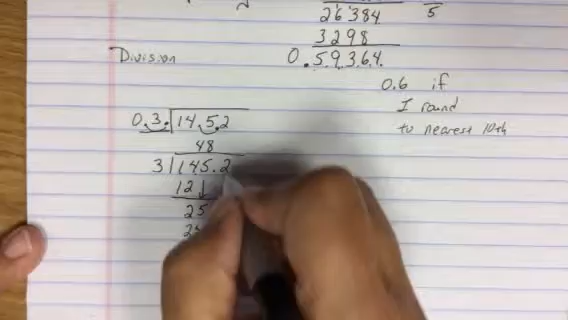 26384
5
3298
0.59364.
Division
0.6 if
I round
to nearest 10th
0.3. 14.5.2
48
3 145.2
12
25
2